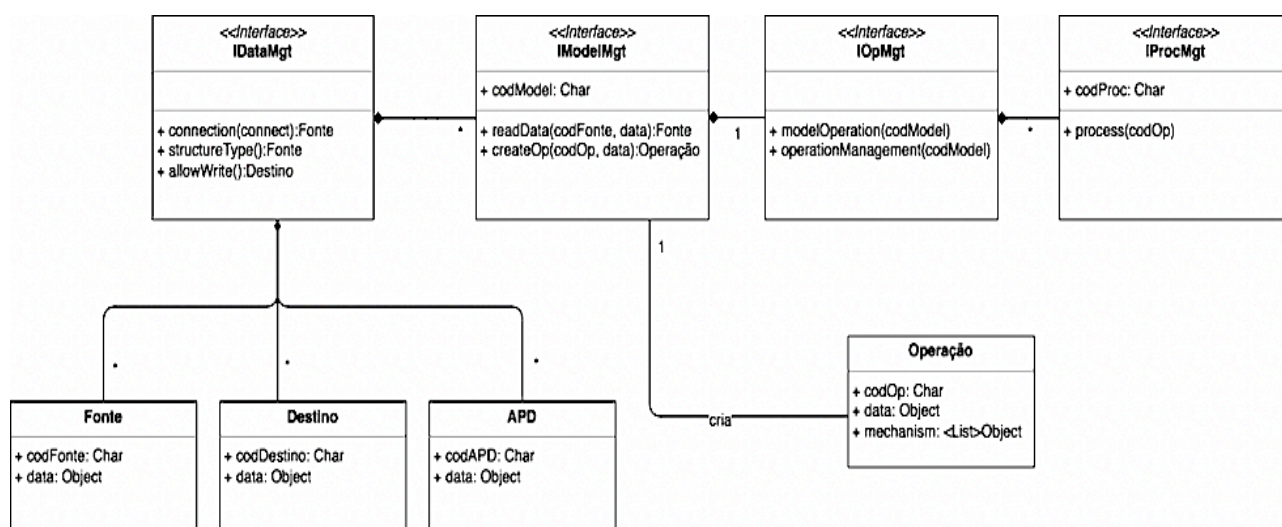 <<Interface>>
IDataMgt
+ connection(connect):Fonte
+ structureType():Fonte
+ allowWrite():Destino
*
<<Interface>>
IModelMgt
+ codModel: Char
+ readData(codFonte, data):Fonte
+ createOp(codOp, data):Operação
1
<<Interface>>
IOpMgt
+ modelOperation(codModel)
+ operationManagement(codModel)
*
<<Interface>>
IProcMgt
+ codProc: Char
+ process(codOp)
1
cria
*
*
*
Fonte
+ codFonte: Char
+ data: Object
Destino
+ codDestino: Char
+ data: Object
APD
+ codAPD: Char
+ data: Object
Operação
+ codOp: Char
+ data: Object
+ mechanism: <List>Object